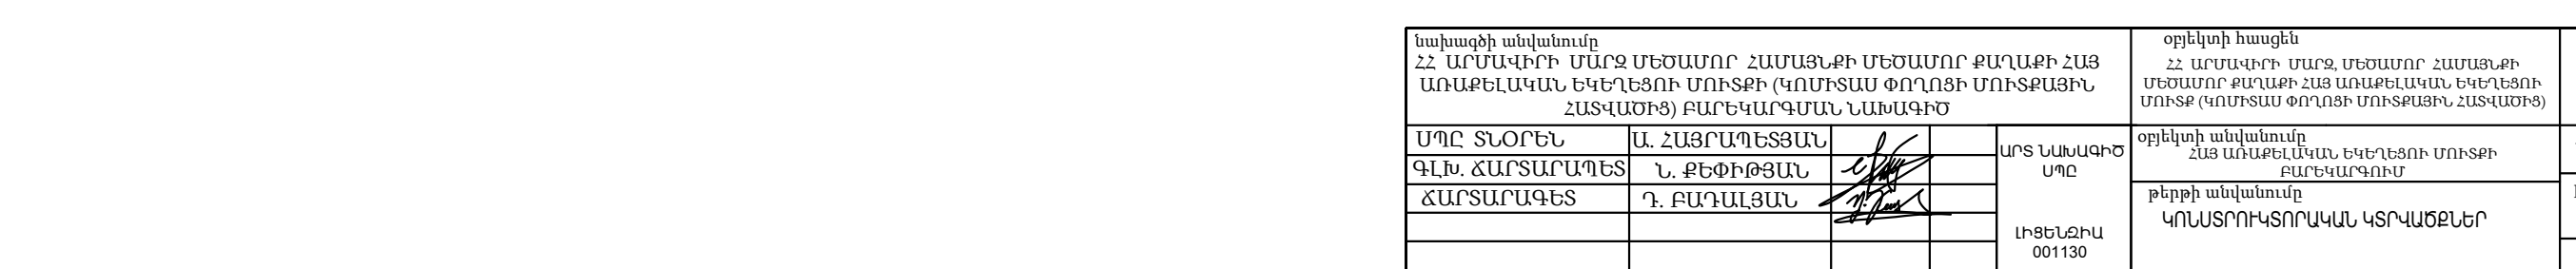 նախագծի անվանումը
ՀՀ ԱՐՄԱՎԻՐԻ ՄԱՐԶ ՄԵԾԱՄՈՐ ՀԱՄԱՅՆՔԻ ՄԵԾԱՄՈՐ ՔԱՂԱՔԻ ՀԱՅ
ԱՌԱՔԵԼԱԿԱՆ ԵԿԵՂԵՑՈՒ ՄՈՒՏՔԻ (ԿՈՄԻՏԱՍ ՓՈՂՈՑԻ ՄՈՒՏՔԱՅԻՆ
ՀԱՏՎԱԾԻՑ) ԲԱՐԵԿԱՐԳՄԱՆ ՆԱԽԱԳԻԾ
ՍՊԸ ՏՆՕՐԵՆ
Ա. ՀԱՅՐԱՊԵՏՅԱՆ
ԳԼԽ. ՃԱՐՏԱՐԱՊԵՏ
Ն. ՔԵՓԻԹՅԱՆ
ՃԱՐՏԱՐԱԳԵՏ
Դ. ԲԱԴԱԼՅԱՆ
ԱՐՏ ՆԱԽԱԳԻԾ
ՍՊԸ
ԼԻՑԵՆԶԻԱ
001130
օբյեկտի հասցեն
ՀՀ ԱՐՄԱՎԻՐԻ ՄԱՐԶ, ՄԵԾԱՄՈՐ ՀԱՄԱՅՆՔԻ
ՄԵԾԱՄՈՐ ՔԱՂԱՔԻ ՀԱՅ ԱՌԱՔԵԼԱԿԱՆ ԵԿԵՂԵՑՈՒ
ՄՈՒՏՔ (ԿՈՄԻՏԱՍ ՓՈՂՈՑԻ ՄՈՒՏՔԱՅԻՆ ՀԱՏՎԱԾԻՑ)
օբյեկտի անվանումը
ՀԱՅ ԱՌԱՔԵԼԱԿԱՆ ԵԿԵՂԵՑՈՒ ՄՈՒՏՔԻ
ԲԱՐԵԿԱՐԳՈՒՄ
թերթի անվանումը
ԿՈՆՍՏՐՈՒԿՏՈՐԱԿԱՆ ԿՏՐՎԱԾՔՆԵՐ